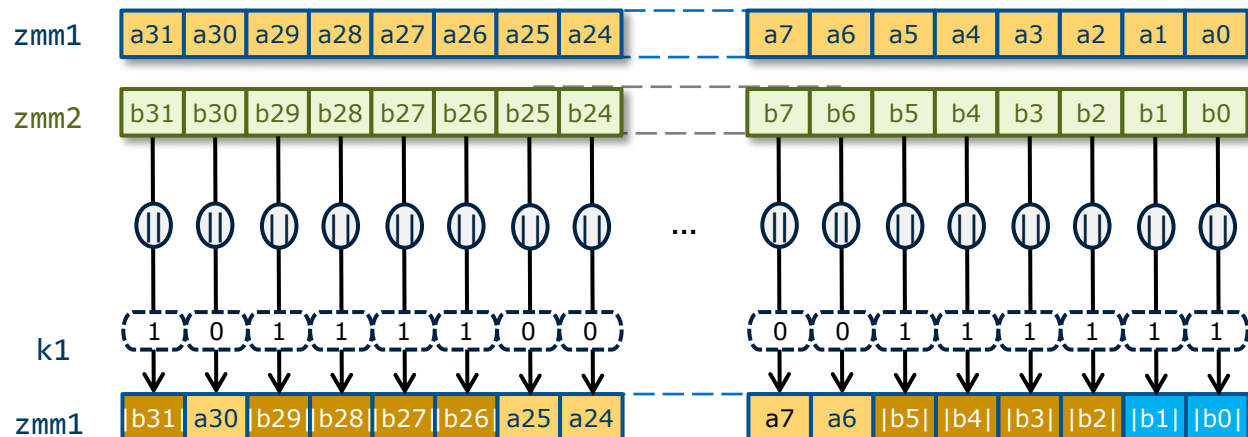 zmm1 a31 a30 a29 a28 a27 a26 a25 a24 a7 a6 a5 a4 a3 a2 a1 a0
zmm2 b31 b30 b29 b28 b27 b26 b25 b24 b7 b6 b5 b4 b3 b2 b1 b0
|| || || || || || || || ... || || || || || || || ||
k1 1 0 1 1 1 1 0 0 0 0 1 1 1 1 1 1
zmm1 |b31| a30 |b29| |b28| |b27| |b26| a25 a24 a7 a6 |b5| |b4| |b3| |b2| |b1| |b0|